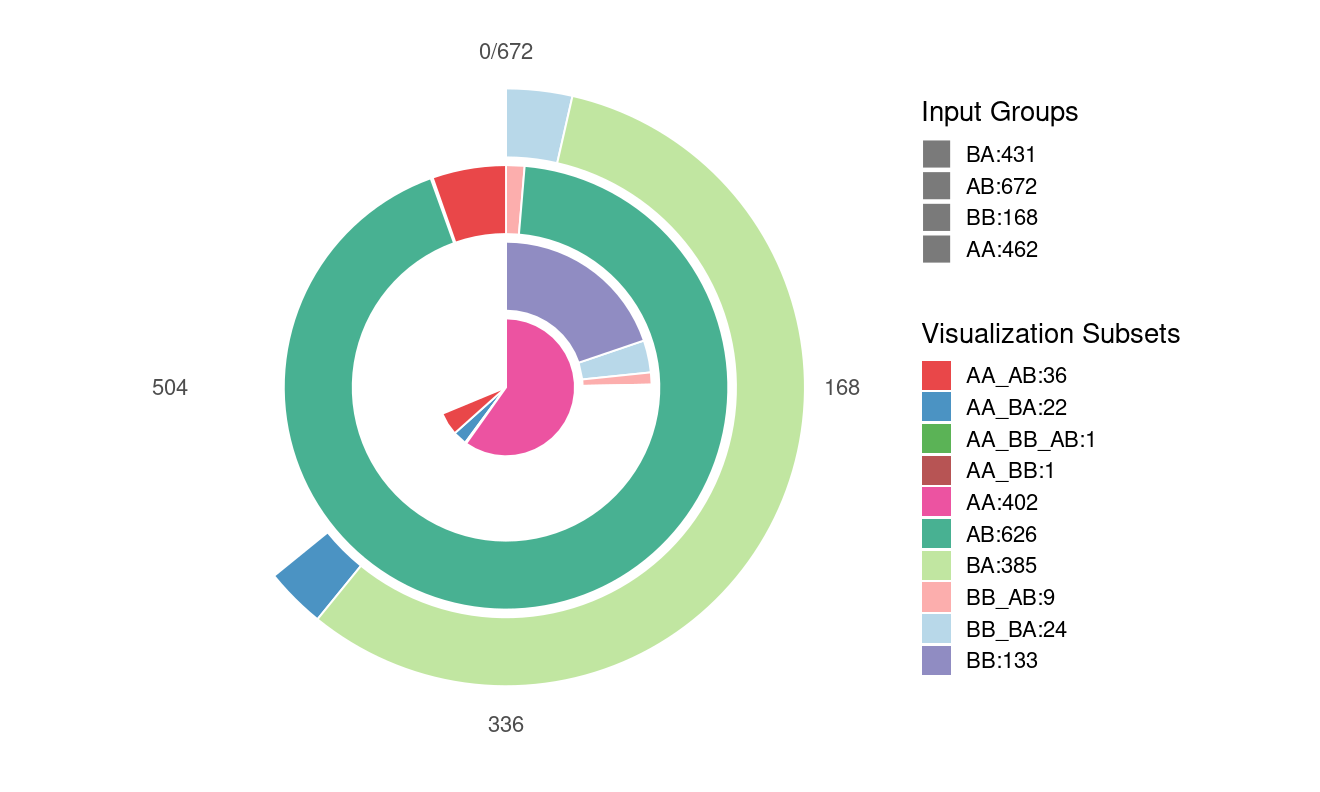 0/672
168
336
504
Input Groups
BA:431
AB:672
BB:168
AA:462
Visualization Subsets
AA_AB:36
AA_BA:22
AA_BB_AB:1
AA_BB:1
AA:402
AB:626
BA:385
BB_AB:9
BB_BA:24
BB:133